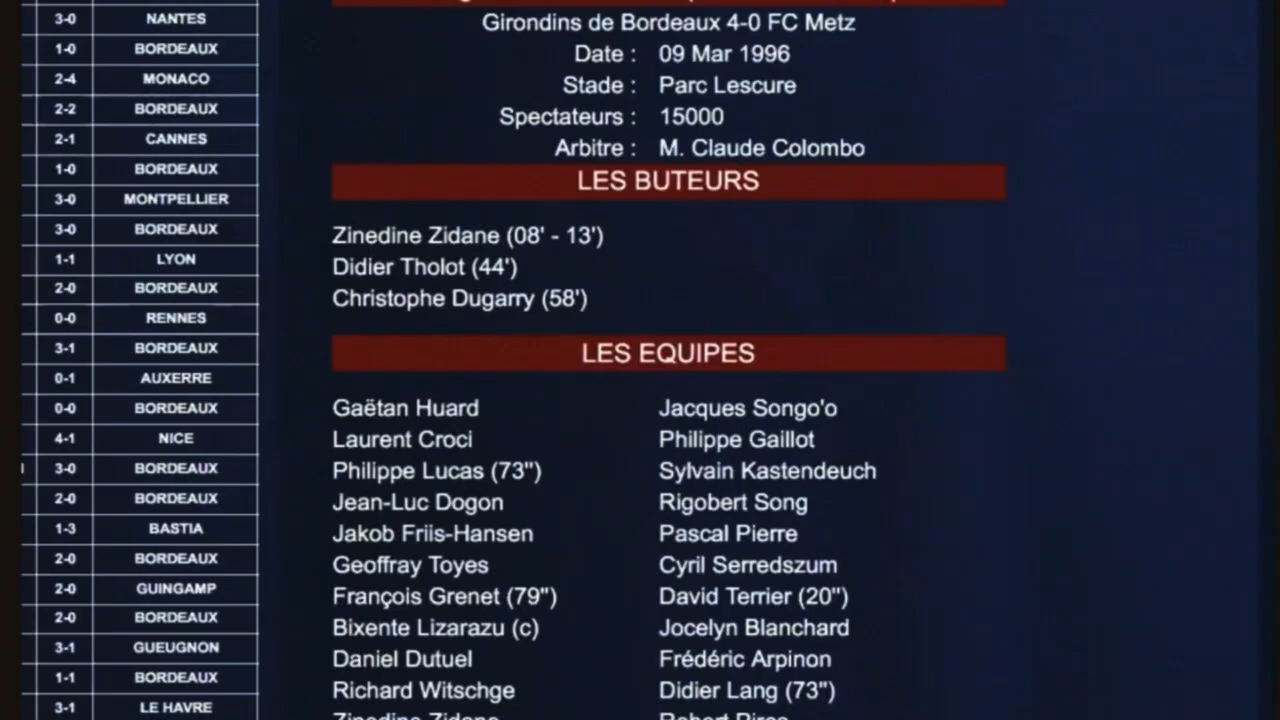 3-0 NANTES
1-0 BORDEAUX
2-4 MONACO
2-2 BORDEAUX
2-1 CANNES
1-0 BORDEAUX
3-0 MONTPELLIER
3-0 BORDEAUX
1-1 LYON
2-0 BORDEAUX
0-0 RENNES
3-1 BORDEAUX
0-1 AUXERRE
0-0 BORDEAUX
4-1 NICE
3-0 BORDEAUX
2-0 BORDEAUX
1-3 BASTIA
2-0 BORDEAUX
2-0 GUINGAMP
2-0 BORDEAUX
3-1 GUEUGNON
1-1 BORDEAUX
3-1 LE HAVRE
Girondins de Bordeaux 4-0 FC Metz
Date : 09 Mar 1996
Stade : Parc Lescure
Spectateurs : 15000
Arbitre : M. Claude Colombo
LES BUTEURS
Zinedine Zidane (08' - 13')
Didier Tholot (44')
Christophe Dugarry (58')
LES EQUIPES
Gaëtan Huard Jacques Songo'o
Laurent Croci Philippe Gaillot
Philippe Lucas (73") Sylvain Kastendeuch
Jean-Luc Dogon Rigobert Song
Jakob Friis-Hansen Pascal Pierre
Geoffray Toyes Cyril Serredszum
François Grenet (79") David Terrier (20")
Bixente Lizarazu (c) Jocelyn Blanchard
Daniel Dutuel Frédéric Arpinon
Richard Witschge Didier Lang (73")
Zinedine Zidane Robert Pires